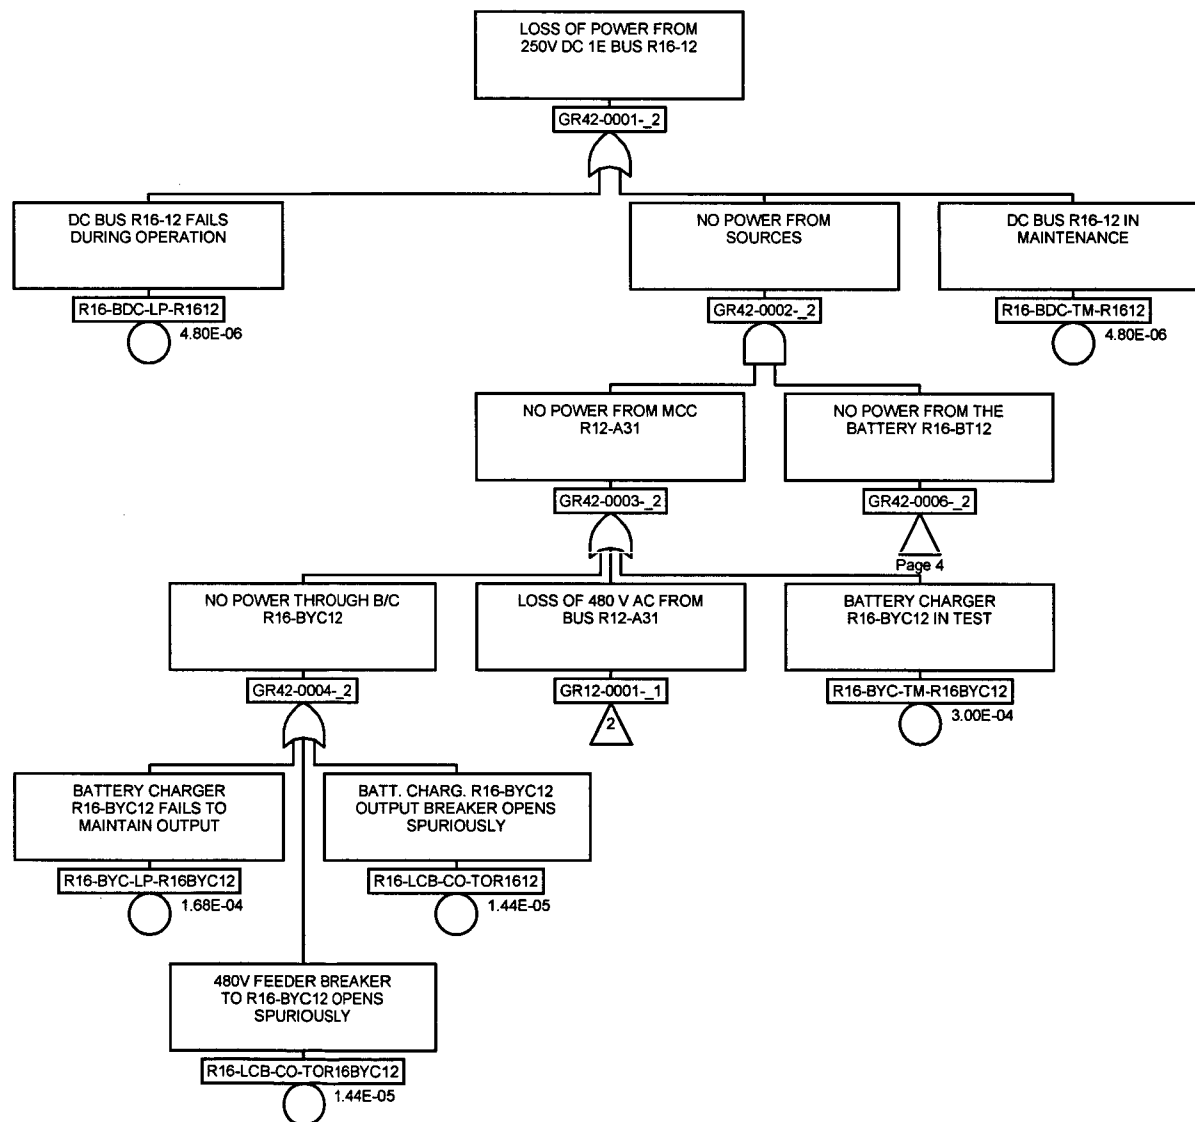 LOSS OF POWER FROM
250V DC 1E BUS R16-12
GR42-0001-_2
DC BUS R16-12 FAILS
DURING OPERATION
R16-BDC-LP-R1612
4.80E-06
NO POWER FROM
SOURCES
GR42-0002-_2
DC BUS R16-12 IN
MAINTENANCE
R16-BDC-TM-R1612
4.80E-06
NO POWER FROM MCC
R12-A31
GR42-0003-_2
NO POWER FROM THE
BATTERY R16-BT12
GR42-0006-_2
Page 4
NO POWER THROUGH B/C
R16-BYC12
GR42-0004-_2
LOSS OF 480 V AC FROM
BUS R12-A31
GR12-0001-_1
2
BATTERY CHARGER
R16-BYC12 IN TEST
R16-BYC-TM-R16BYC12
3.00E-04
BATTERY CHARGER
R16-BYC12 FAILS TO
MAINTAIN OUTPUT
R16-BYC-LP-R16BYC12
1.68E-04
BATT. CHARG. R16-BYC12
OUTPUT BREAKER OPENS
SPURIOUSLY
R16-LCB-CO-TOR1612
1.44E-05
480V FEEDER BREAKER
TO R16-BYC12 OPENS
SPURIOUSLY
R16-LCB-CO-TOR16BYC12
1.44E-05